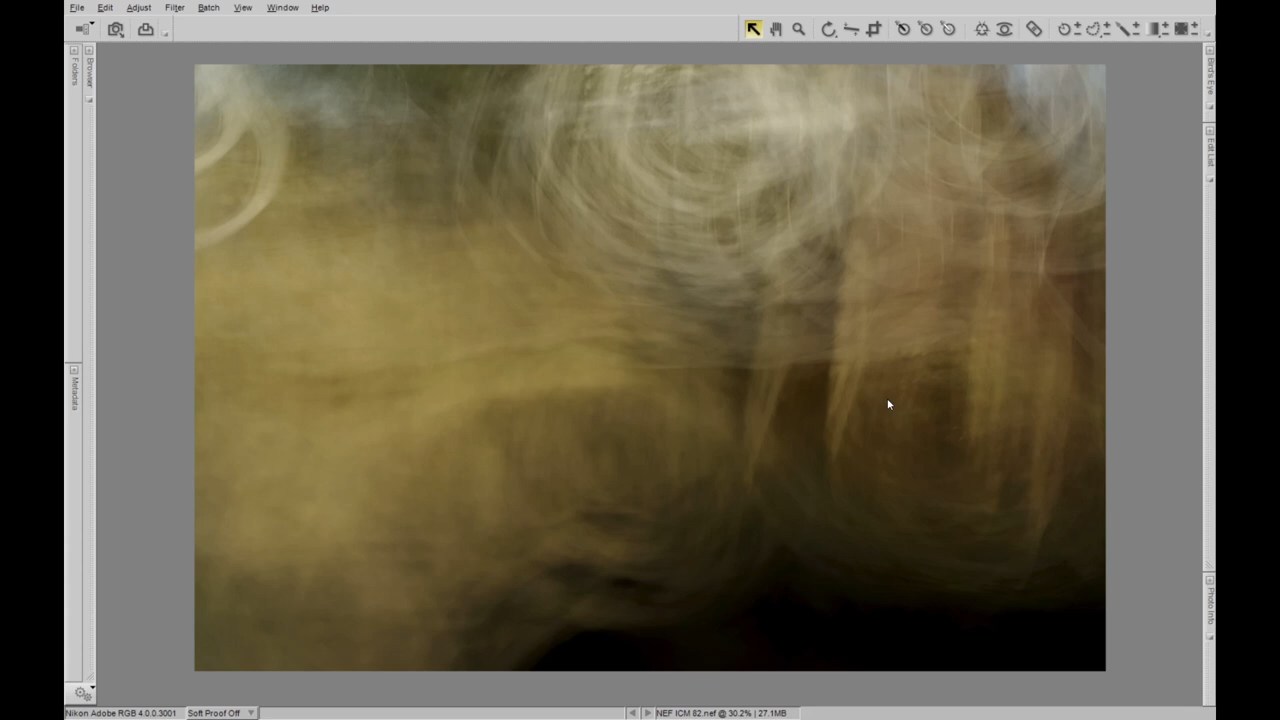 File Edit Adjust Filter Batch View Window Help
Folders
Browser
Metadata
Bird's Eye
Edit List
Photo Info
Nikon Adobe RGB 4.0.0.3001 Soft Proof Off NEF ICM 82.nef @ 30.2% | 27.1MB